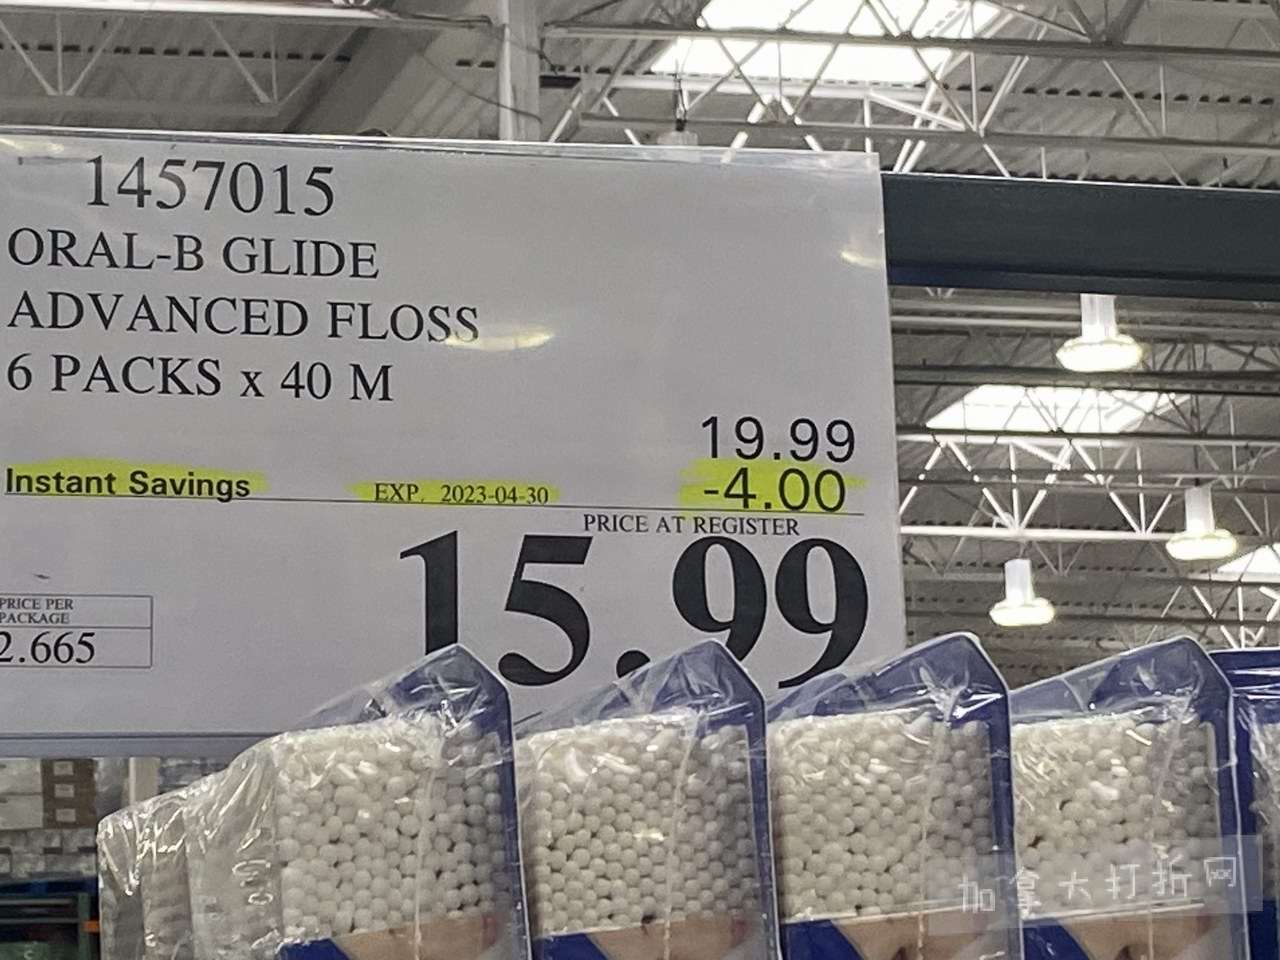 1457015
ORAL-B GLIDE
ADVANCED FLOSS
6 PACKS x 40 M
19.99
Instant Savings EXP. 2023-04-30 -4.00
PRICE AT REGISTER
15.99
PRICE PER
PACKAGE
2.665
加拿大打折网